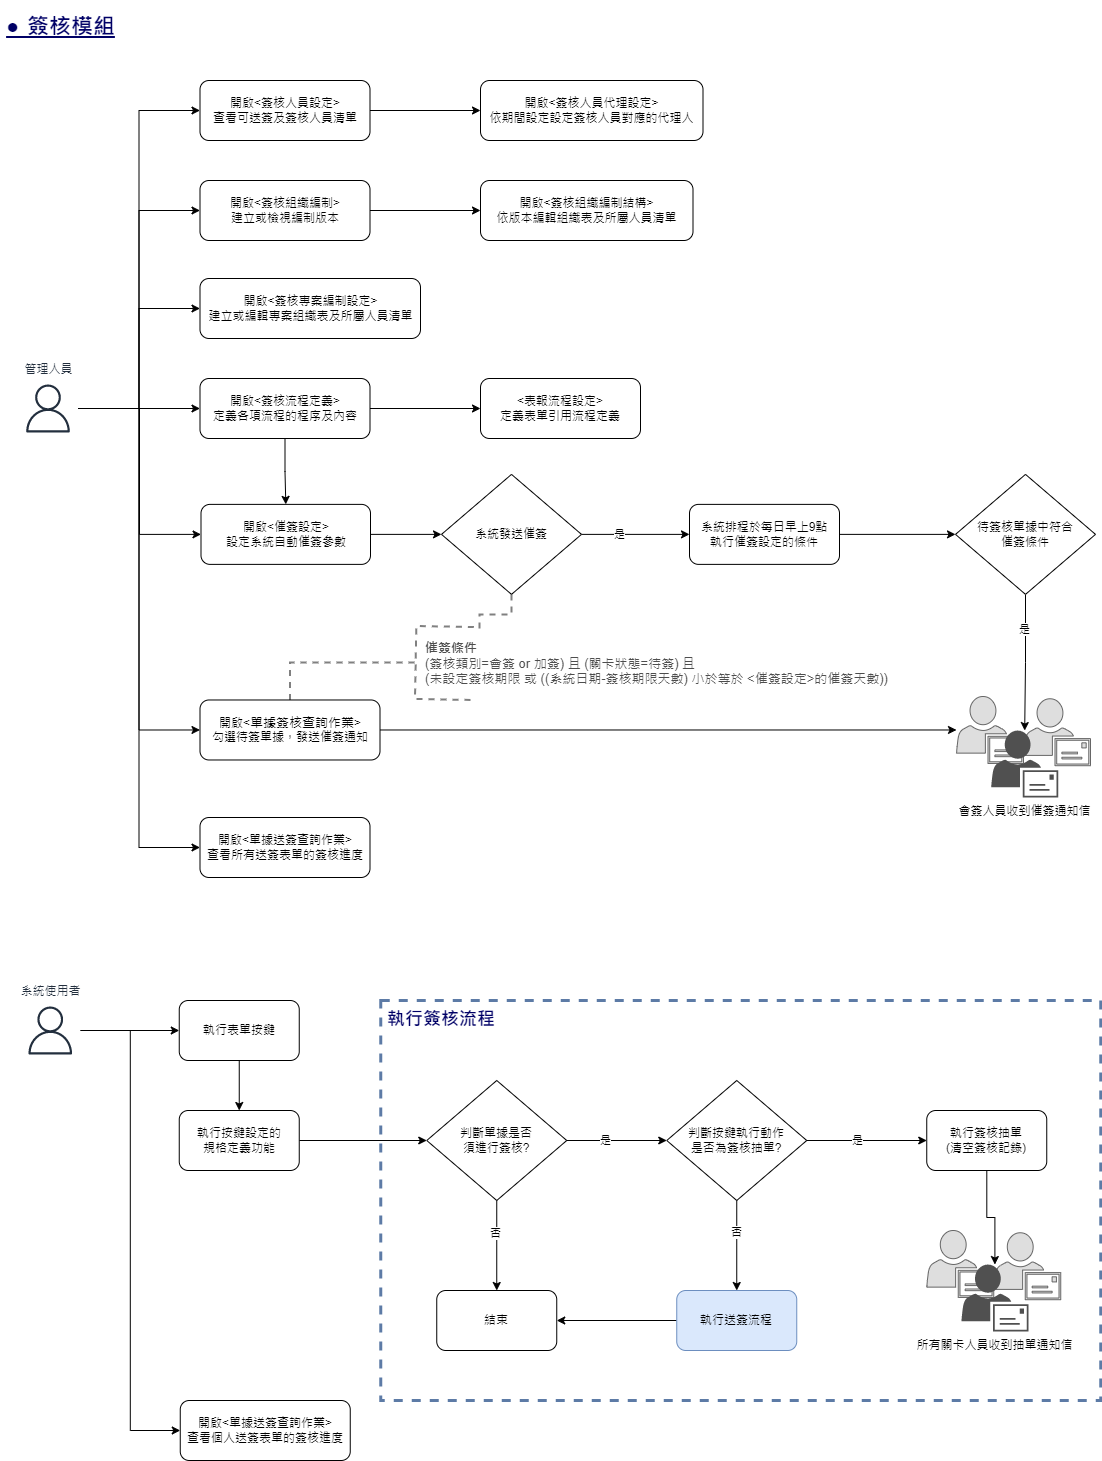 ● 簽核模組
開啟<簽核人員設定>
查看可送簽及簽核人員清單
開啟<簽核人員代理設定>
依期間設定設定簽核人員對應的代理人
開啟<簽核組織編制>
建立或檢視編制版本
開啟<簽核組織編制結構>
依版本編輯組織表及所屬人員清單
開啟<簽核專案編制設定>
建立或編輯專案組織表及所屬人員清單
管理人員
開啟<簽核流程定義>
定義各項流程的程序及內容
<表報流程設定>
定義表單引用流程定義
開啟<催簽設定>
設定系統自動催簽參數
系統發送催簽
是
系統排程於每日早上9點
執行催簽設定的條件
待簽核單據中符合
催簽條件
是
催簽條件
(簽核類別=會簽 or 加簽) 且 (關卡狀態=待簽) 且
(未設定簽核期限 或 ((系統日期-簽核期限天數) 小於等於 <催簽設定>的催簽天數))
開啟<單據簽核查詢作業>
勾選待簽單據，發送催簽通知
會簽人員收到催簽通知信
開啟<單據送簽查詢作業>
查看所有送簽表單的簽核進度
系統使用者
執行表單按鍵
執行簽核流程
執行按鍵設定的
規格定義功能
判斷單據是否
須進行簽核?
是
判斷按鍵執行動作
是否為簽核抽單?
是
執行簽核抽單
(清空簽核記錄)
否
否
結束
執行送簽流程
所有關卡人員收到抽單通知信
開啟<單據送簽查詢作業>
查看個人送簽表單的簽核進度